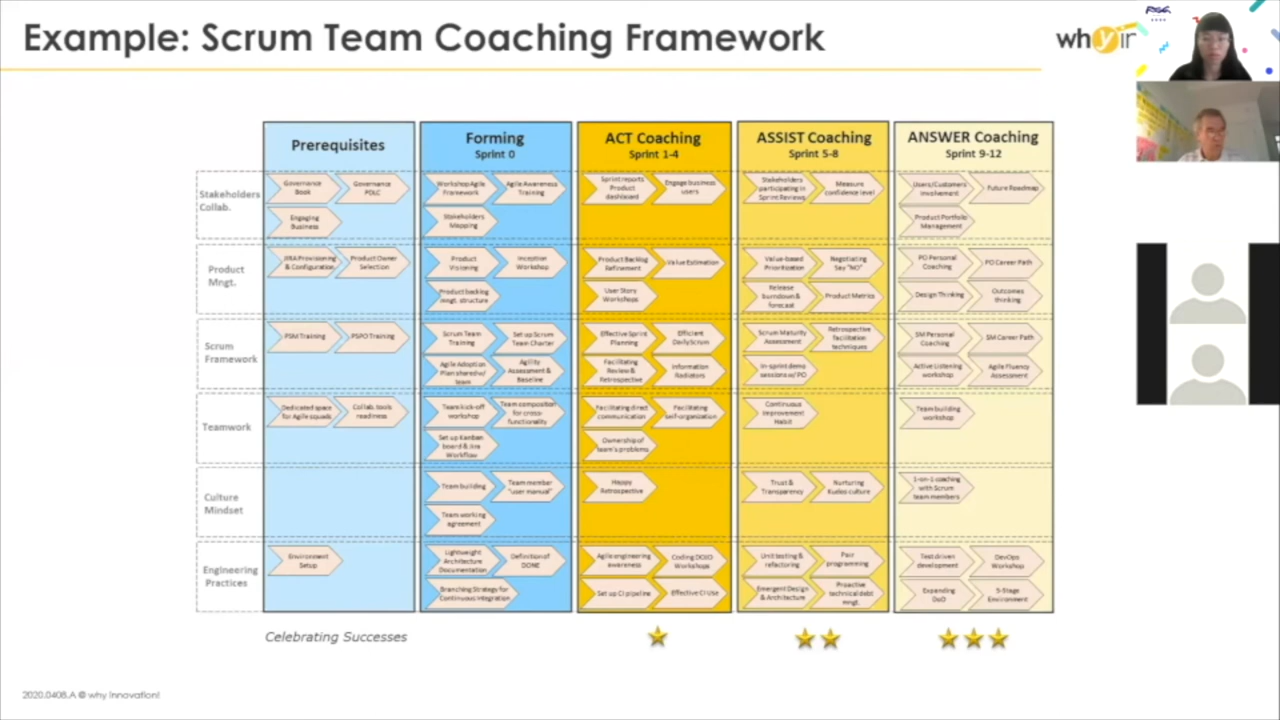 Example: Scrum Team Coaching Framework
whyin
Prerequisites
Forming
Sprint 0
ACT Coaching
Sprint 1-4
ASSIST Coaching
Sprint 5-8
ANSWER Coaching
Sprint 9-12
Stakeholders
Collab.
Governance
Book
Governance
PDLC
Engaging
Business
Workshop Agile
Framework
Agile Awareness
Training
Stakeholders
Mapping
Sprint reports
Product
dashboard
Engage business
users
Stakeholders
participating in
Sprint Reviews
Measure
confidence level
Users/Customers
Involvement
Future Roadmap
Product Portfolio
Management
Product
Mngt.
JIRA Provisioning
& Configuration
Product Owner
Selection
Product
Visioning
Inception
Workshop
Product backlog
mngt. structure
Product Backlog
Refinement
Value Estimation
User Story
Workshops
Value-based
Prioritization
Negotiating
Say "NO"
Release
burndown &
forecast
Product Metrics
PO Personal
Coaching
PO Career Path
Design Thinking
Outcomes
thinking
Scrum
Framework
PSM Training
PSPO Training
Scrum Team
Training
Set up Scrum
Team Charter
Agile Adoption
Plan shared w/
team
Agility
Assessment &
Baseline
Effective Sprint
Planning
Efficient
Daily Scrum
Facilitating
Review &
Retrospective
Information
Radiators
Scrum Maturity
Assessment
Retrospective
facilitation
techniques
In-sprint demo
sessions w/ PO
SM Personal
Coaching
SM Career Path
Active Listening
workshop
Agile Fluency
Assessment
Teamwork
Dedicated space
for Agile squads
Collab. tools
readiness
Team kick-off
workshop
Team composition
for cross-
functionality
Set up Kanban
board & Jira
Workflow
Facilitating direct
communication
Facilitating
self-organization
Ownership of
team's problems
Continuous
Improvement
Habit
Team building
workshop
Culture
Mindset
Team building
Team member
"user manual"
Team working
agreement
Happy
Retrospective
Trust &
Transparency
Nurturing
Kudos culture
1-on-1 coaching
with Scrum
team members
Engineering
Practices
Environment
Setup
Lightweight
Architecture
Documentation
Definition of
DONE
Branching Strategy for
Continuous Integration
Agile engineering
awareness
Coding DOJO
Workshops
Set up CI pipeline
Effective CI Use
Unit testing &
refactoring
Pair
programming
Emergent Design
& Architecture
Proactive
technical debt
mngt.
Test driven
development
DevOps
Workshop
Expanding
DoD
5-Stage
Environment
Celebrating Successes
2020.0408.A @ why innovation!